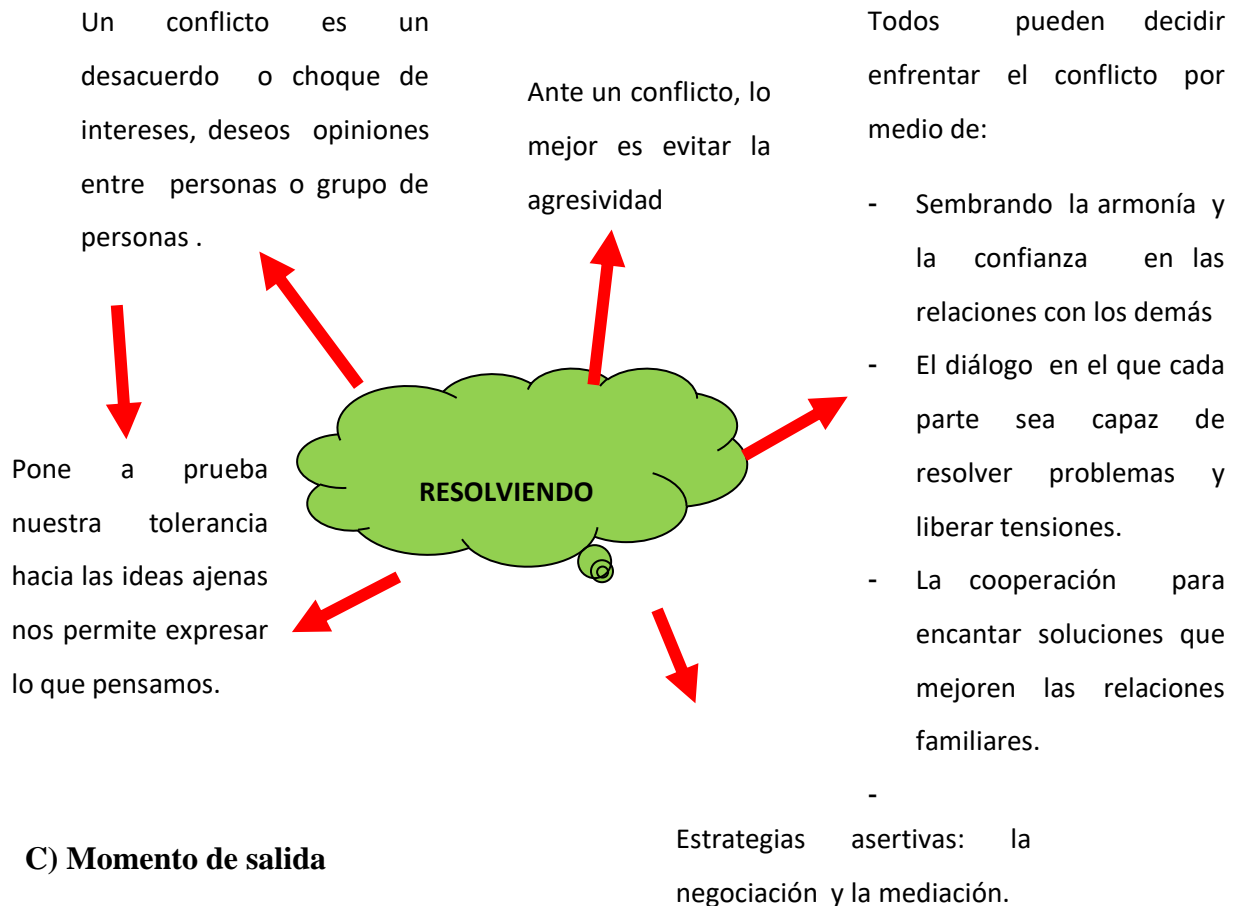 Un conflicto es un
desacuerdo o choque de
intereses, deseos opiniones
entre personas o grupo de
personas .
Ante un conflicto, lo
mejor es evitar la
agresividad
Todos pueden decidir
enfrentar el conflicto por
medio de:
- Sembrando la armonía y
la confianza en las
relaciones con los demás
- El diálogo en el que cada
parte sea capaz de
resolver problemas y
liberar tensiones.
- La cooperación para
encantar soluciones que
mejoren las relaciones
familiares.
-
Pone a prueba
nuestra tolerancia
hacia las ideas ajenas
nos permite expresar
lo que pensamos.
RESOLVIENDO
Estrategias asertivas: la
negociación y la mediación.
C) Momento de salida